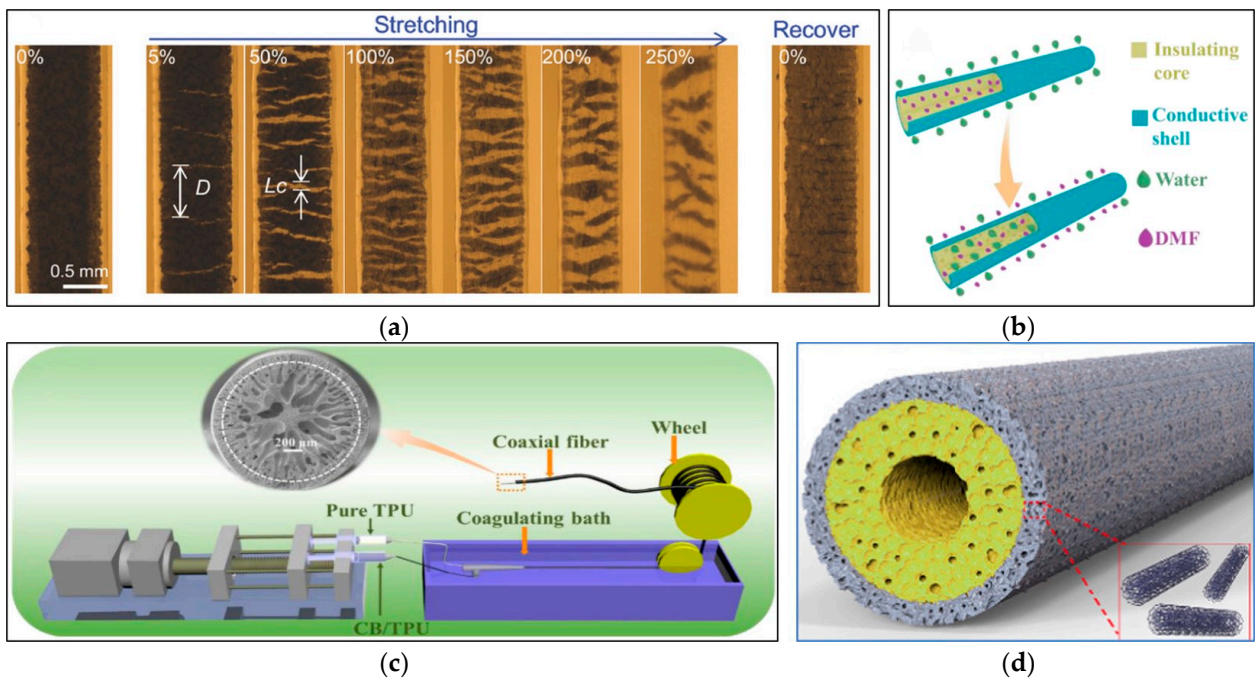 Stretching
Recover
0%
5%
50%
100%
150%
200%
250%
0%
D
Lc
0.5 mm
(a)
Insulating
core
Conductive
shell
Water
DMF
(b)
200 μm
Coaxial fiber
Wheel
Pure TPU
Coagulating bath
CB/TPU
(c)
(d)